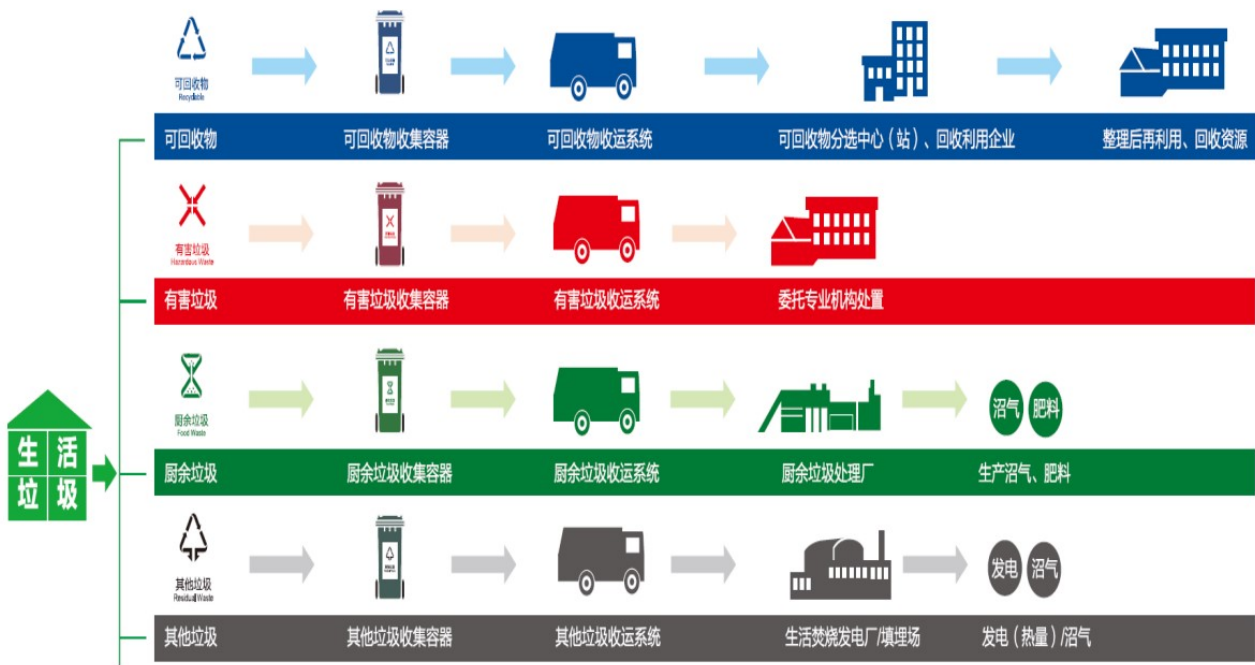 可回收物
Recyclable
可回收物
可回收物收集容器
可回收物收运系统
可回收物分选中心（站）、回收利用企业
整理后再利用、回收资源
有害垃圾
Hazardous Waste
有害垃圾
有害垃圾收集容器
有害垃圾收运系统
委托专业机构处置
生活
垃圾
厨余垃圾
Food Waste
沼气 肥料
厨余垃圾
厨余垃圾收集容器
厨余垃圾收运系统
厨余垃圾处理厂
生产沼气、肥料
其他垃圾
Residual Waste
发电 沼气
其他垃圾
其他垃圾收集容器
其他垃圾收运系统
生活焚烧发电厂/填埋场
发电（热量）/沼气